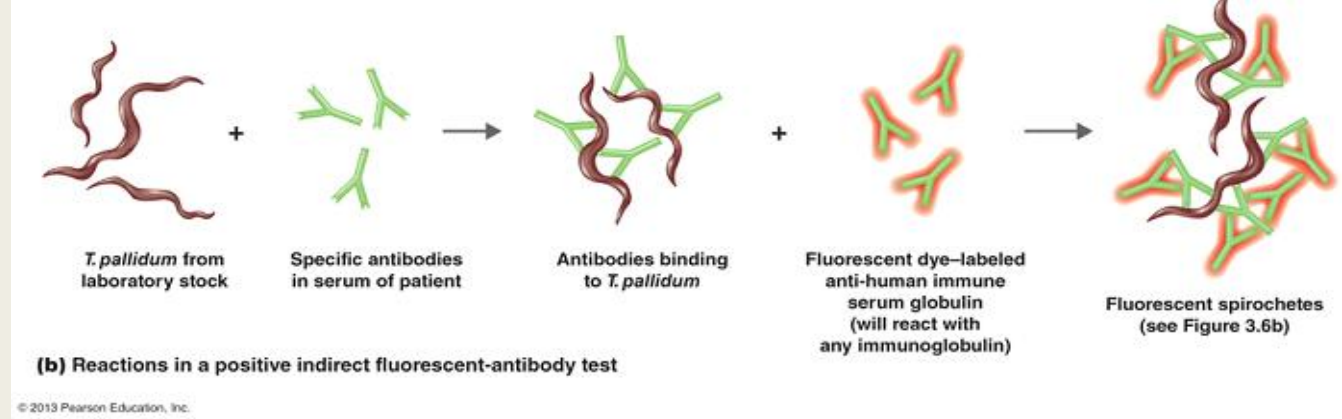 +
+
T. pallidum from
laboratory stock
Specific antibodies
in serum of patient
Antibodies binding
to T. pallidum
Fluorescent dye–labeled
anti-human immune
serum globulin
(will react with
any immunoglobulin)
Fluorescent spirochetes
(see Figure 3.6b)
(b) Reactions in a positive indirect fluorescent-antibody test
© 2013 Pearson Education, Inc.